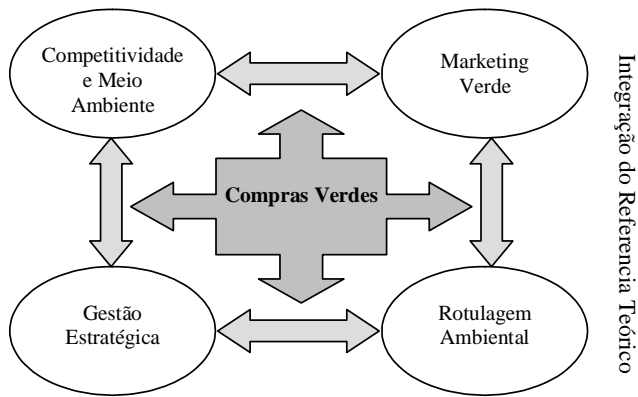 Competitividade
e Meio
Ambiente
Marketing
Verde
Compras Verdes
Gestão
Estratégica
Rotulagem
Ambiental
Integração do Referencia Teórico